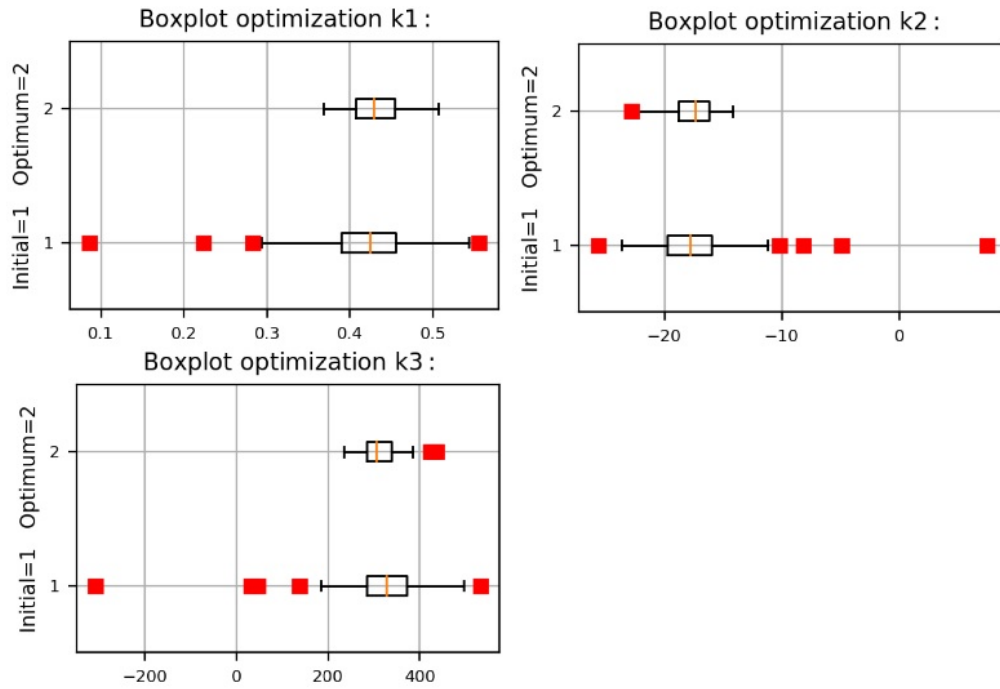 Boxplot optimization k1:
Initial=1 Optimum=2
2
1
0.1 0.2 0.3 0.4 0.5
Boxplot optimization k2:
Initial=1 Optimum=2
2
1
−20 −10 0
Boxplot optimization k3:
Initial=1 Optimum=2
2
1
−200 0 200 400